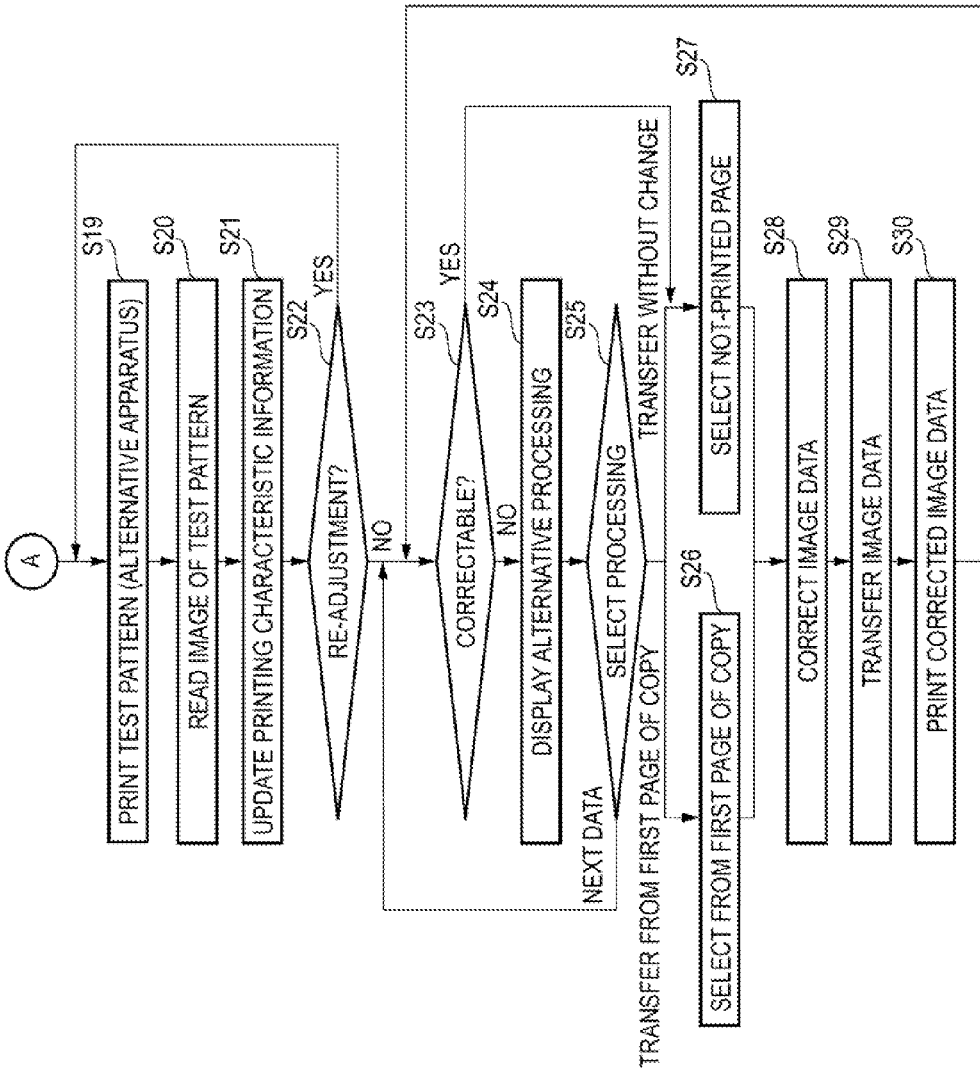 A
S19
PRINT TEST PATTERN (ALTERNATIVE APPARATUS)
S20
READ IMAGE OF TEST PATTERN
S21
UPDATE PRINTING CHARACTERISTIC INFORMATION
S22
RE-ADJUSTMENT?
YES
NO
S23
CORRECTABLE?
YES
NO
S24
DISPLAY ALTERNATIVE PROCESSING
S25
SELECT PROCESSING
NEXT DATA
TRANSFER FROM FIRST PAGE OF COPY
TRANSFER WITHOUT CHANGE
S26
SELECT FROM FIRST PAGE OF COPY
S27
SELECT NOT-PRINTED PAGE
S28
CORRECT IMAGE DATA
S29
TRANSFER IMAGE DATA
S30
PRINT CORRECTED IMAGE DATA